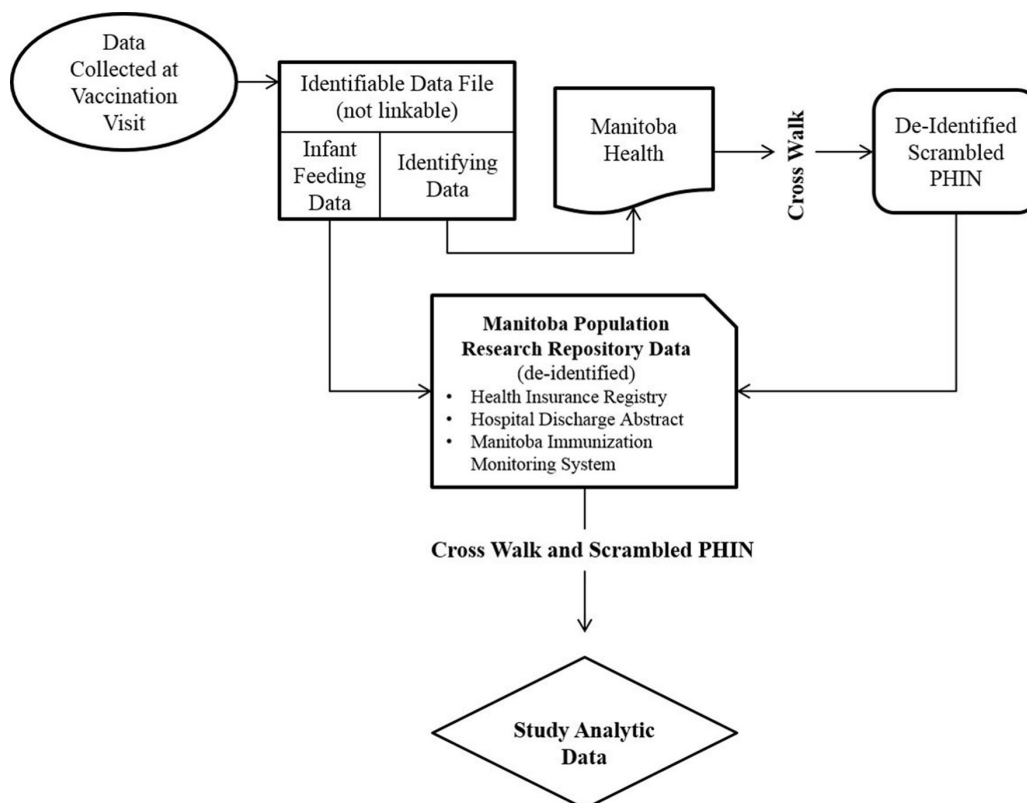 Data
Collected at
Vaccination
Visit
Identifiable Data File
(not linkable)
Infant
Feeding
Data
Identifying
Data
Manitoba
Health
Cross Walk
De-Identified
Scrambled
PHIN
Manitoba Population
Research Repository Data
(de-identified)
• Health Insurance Registry
• Hospital Discharge Abstract
• Manitoba Immunization
Monitoring System
Cross Walk and Scrambled PHIN
Study Analytic
Data